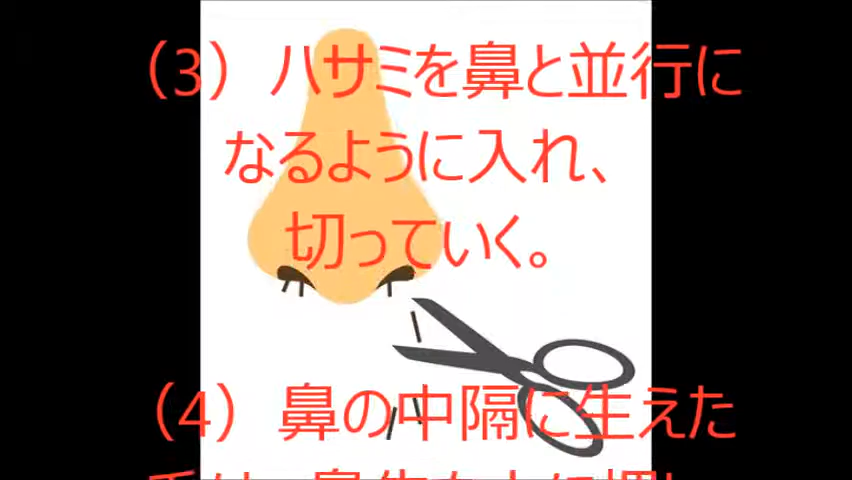 （3）ハサミを鼻と並行に
なるように入れ、
切っていく。
（4）鼻の中隔に生えた